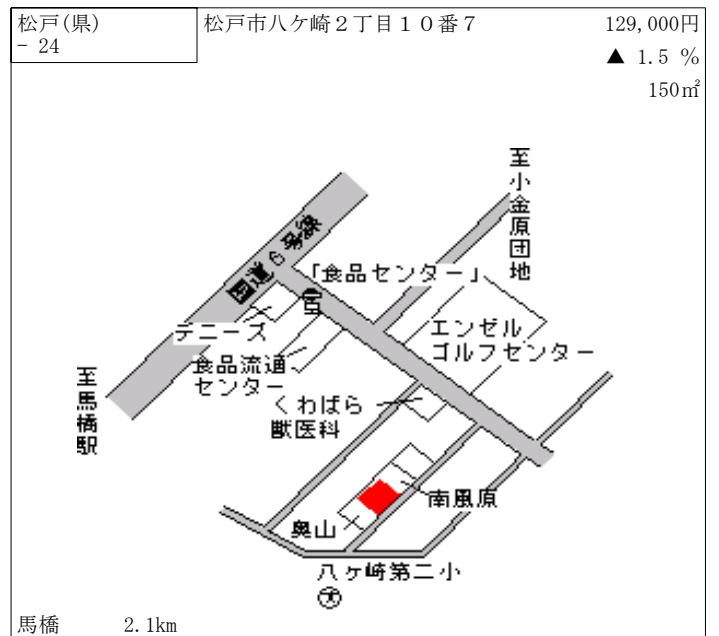 松戸(県)
- 24
松戸市八ケ崎２丁目１０番７
129,000円
▲ 1.5 %
150㎡
至小金原団地
国道６号線
「食品センター」
デニーズ
食品流通
センター
エンゼル
ゴルフセンター
至馬橋駅
くわばら
獣医科
南風原
奥山
八ヶ崎第二小
文
馬橋 2.1km